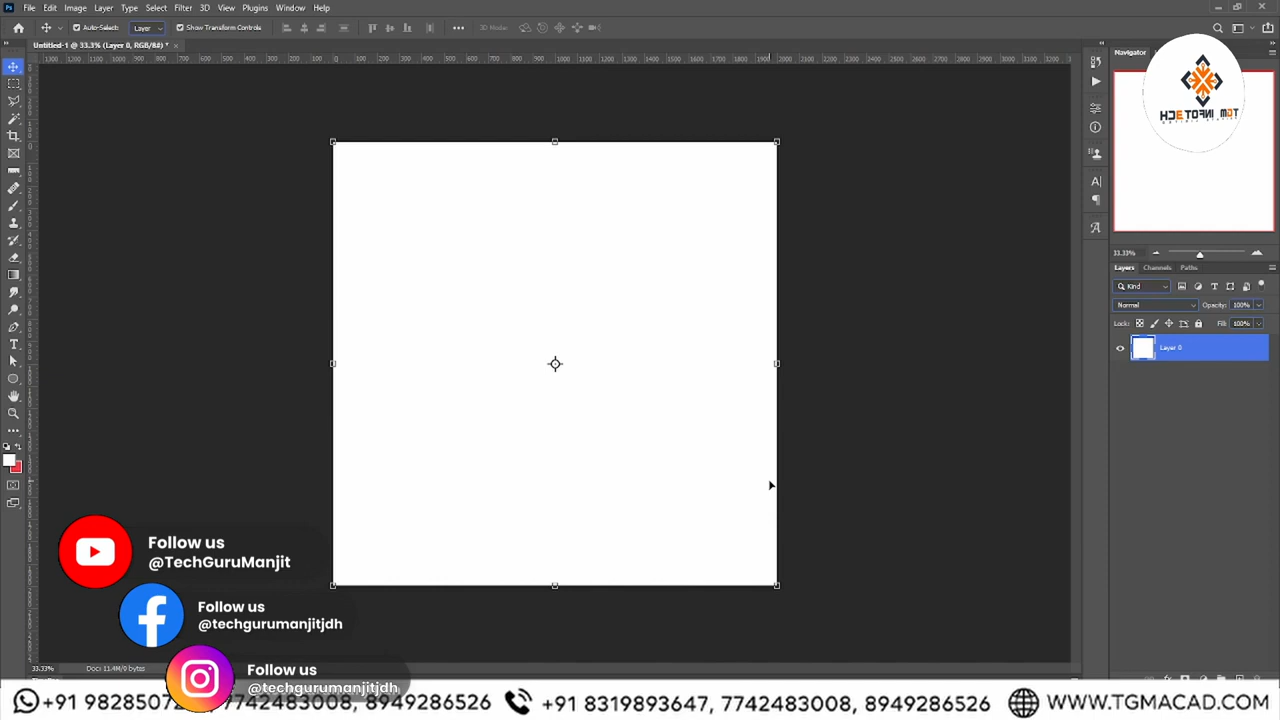 File Edit Image Layer Type Select Filter 3D View Plugins Window Help
Auto-Select: Layer Show Transform Controls 3D Mode:
Untitled-1 @ 33.3% (Layer 0, RGB/8#) *
Navigator
33.33%
Layers Channels Paths
Kind
Normal Opacity: 100%
Lock: Fill: 100%
Layer 0
Follow us
@TechGuruManjit
Follow us
@techgurumanjitjdh
Follow us
@techgurumanjitjdh
33.33% Doc: 11.4M/0 bytes
7742483008, 8949286526 +91 8319893647, 7742483008, 8949286526 WWW.TGMACAD.COM